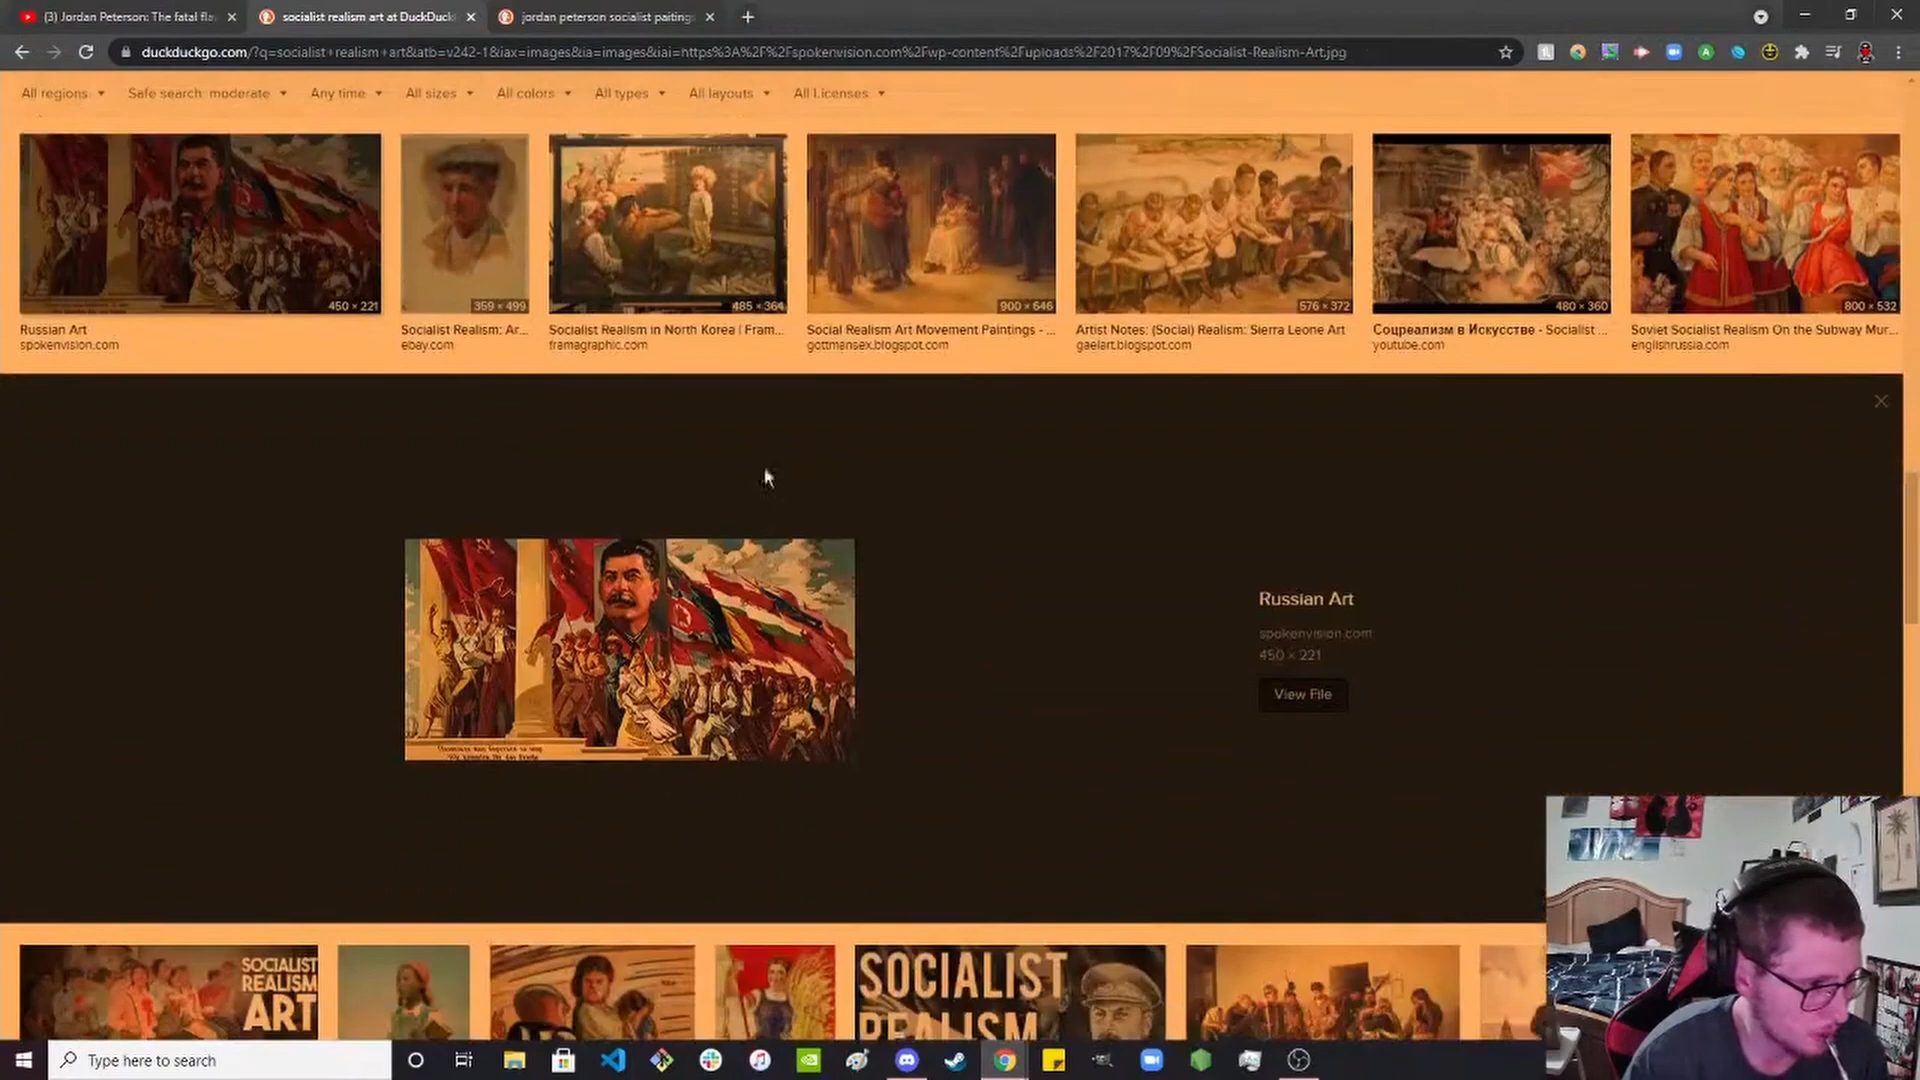 (3) Jordan Peterson: The fatal fla
socialist realism art at DuckDuck
jordan peterson socialist paitings
duckduckgo.com/?q=socialist+realism+art&atb=v242-1&iax=images&ia=images&iai=https%3A%2F%2Fspokenvision.com%2Fwp-content%2Fuploads%2F2017%2F09%2FSocialist-Realism-Art.jpg
All regions
Safe search: moderate
Any time
All sizes
All colors
All types
All layouts
All Licenses
450 × 221
359 × 499
485 × 364
900 × 646
576 × 372
480 × 360
800 × 532
Russian Art
spokenvision.com
Socialist Realism: Ar...
ebay.com
Socialist Realism in North Korea | Fram...
framagraphic.com
Social Realism Art Movement Paintings - ...
gottmansex.blogspot.com
Artist Notes: (Social) Realism: Sierra Leone Art
gaelart.blogspot.com
Соцреализм в Искусстве - Socialist ...
youtube.com
Soviet Socialist Realism On the Subway Mur...
englishrussia.com
Russian Art
spokenvision.com
450 × 221
View File
SOCIALIST
REALISM
ART
SOCIALIST
REALISM
Type here to search